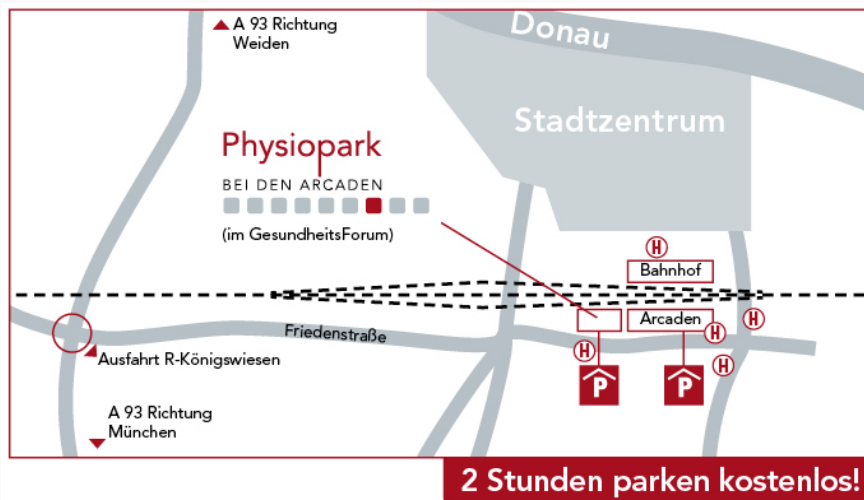 A 93 Richtung
Weiden
Donau
Stadtzentrum
Physiopark
BEI DEN ARCADEN
(im GesundheitsForum)
H
Bahnhof
Arcaden
H
H
Friedenstraße
H
H
Ausfahrt R-Königswiesen
P
P
A 93 Richtung
München
2 Stunden parken kostenlos!